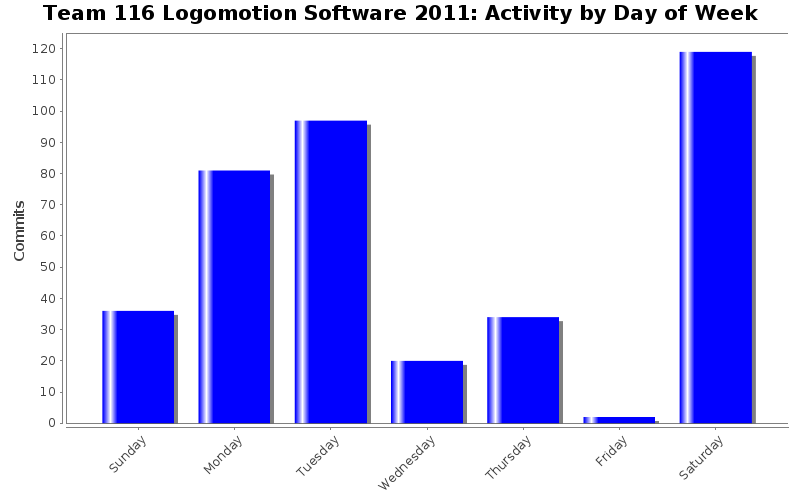 Team 116 Logomotion Software 2011: Activity by Day of Week
120
110
100
90
80
70
60
50
40
30
20
10
0
Commits
Sunday
Monday
Tuesday
Wednesday
Thursday
Friday
Saturday